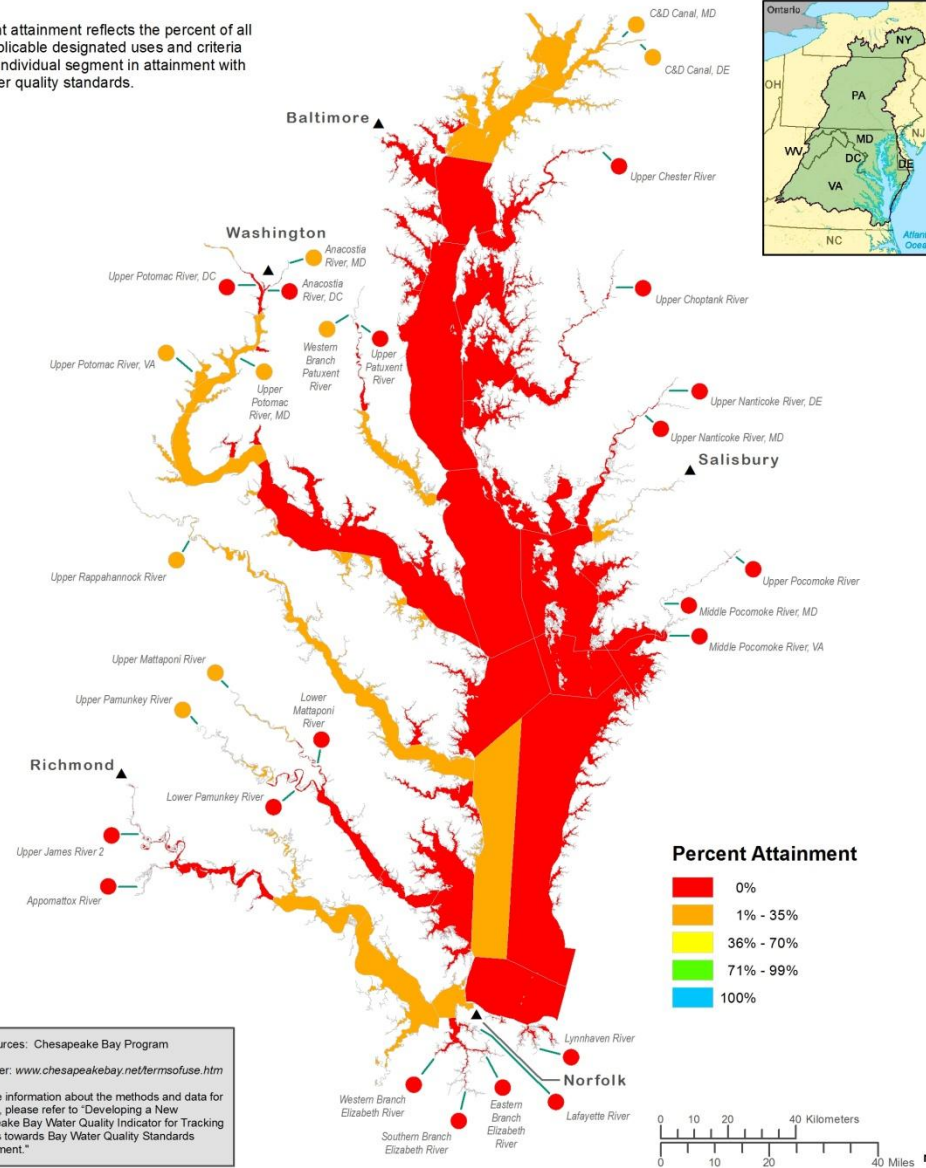 nt attainment reflects the percent of all
plicable designated uses and criteria
individual segment in attainment with
er quality standards.
C&D Canal, MD
C&D Canal, DE
Ontario
NY
OH
PA
NJ
MD
WV
DC
DE
VA
NC
Atlant
Ocea
Baltimore
Upper Chester River
Washington
Anacostia
River, MD
Upper Potomac River, DC
Anacostia
River, DC
Upper Choptank River
Western
Branch
Patuxent
River
Upper
Patuxent
River
Upper Potomac River, VA
Upper
Potomac
River, MD
Upper Nanticoke River, DE
Upper Nanticoke River, MD
Salisbury
Upper Rappahannock River
Upper Pocomoke River
Middle Pocomoke River, MD
Middle Pocomoke River, VA
Upper Mattaponi River
Upper Pamunkey River
Lower
Mattaponi
River
Richmond
Lower Pamunkey River
Upper James River 2
Appomattox River
Percent Attainment
0%
1% - 35%
36% - 70%
71% - 99%
100%
urces: Chesapeake Bay Program
er: www.chesapeakebay.net/termsofuse.htm
e information about the methods and data for
, please refer to "Developing a New
eake Bay Water Quality Indicator for Tracking
s towards Bay Water Quality Standards
ment."
Lynnhaven River
Norfolk
Western Branch
Elizabeth River
Eastern
Branch
Elizabeth
River
Lafayette River
Southern Branch
Elizabeth River
0 10 20 40 Kilometers
0 10 20 40 Miles